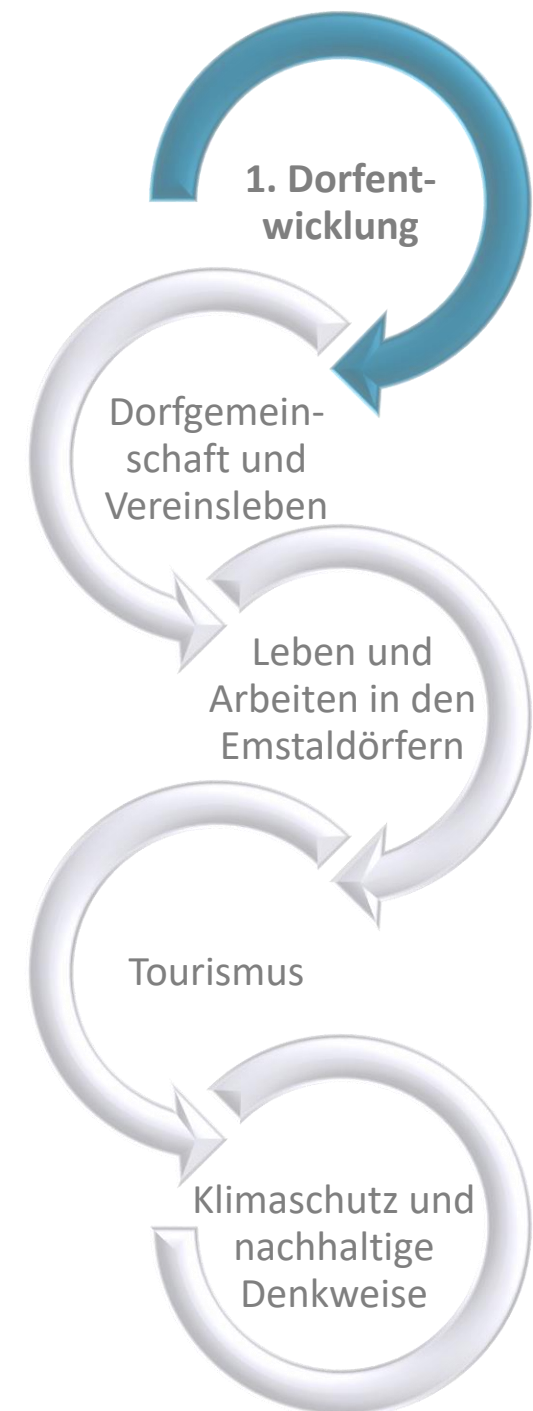 1. Dorfent-
wicklung
Dorfgemein-
schaft und
Vereinsleben
Leben und
Arbeiten in den
Emstaldörfern
Tourismus
Klimaschutz und
nachhaltige
Denkweise